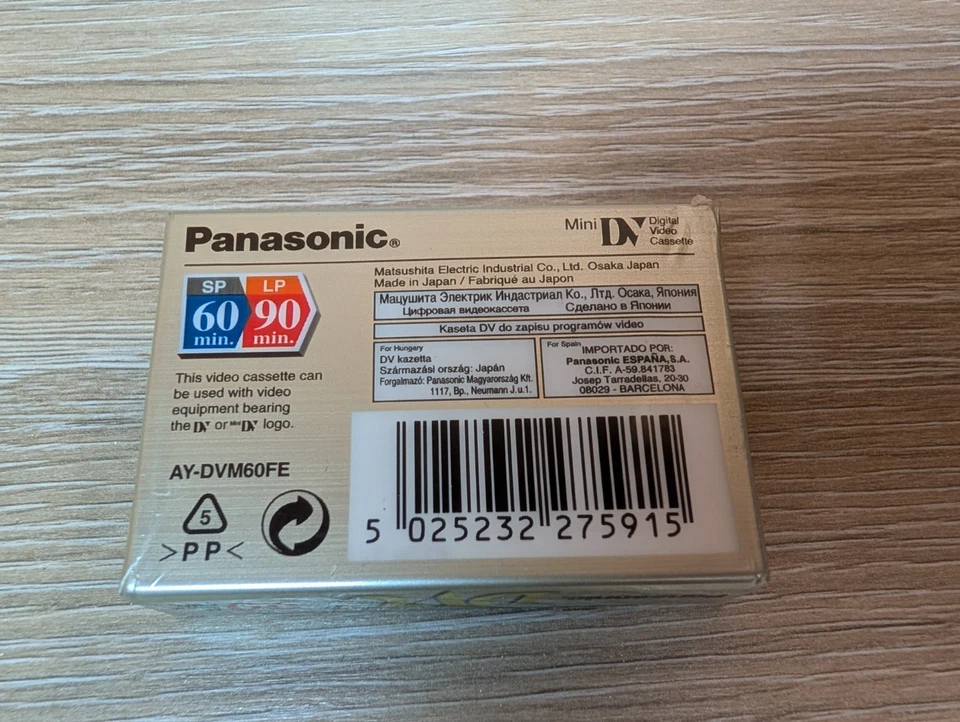 Panasonic®
Mini DV Digital Video Cassette
SP LP
60 min. 90 min.
This video cassette can
be used with video
equipment bearing
the DV or Mini DV logo.
AY-DVM60FE
5
>PP<
Matsushita Electric Industrial Co., Ltd. Osaka Japan
Made in Japan / Fabriqué au Japon
Мацушита Электрик Индастриал Ко., Лтд. Осака, Япония
Цифровая видеокассета Сделано в Японии
Kaseta DV do zapisu programów video
For Hungary
DV kazetta
Származási ország: Japán
Forgalmazó: Panasonic Magyarország Kft.
1117, Bp., Neumann J.u.1.
For Spain
IMPORTADO POR:
Panasonic ESPAÑA,S.A.
C.I.F. A-59.841783
Josep Tarradellas, 20-30
08029 - BARCELONA
5 025232 275915